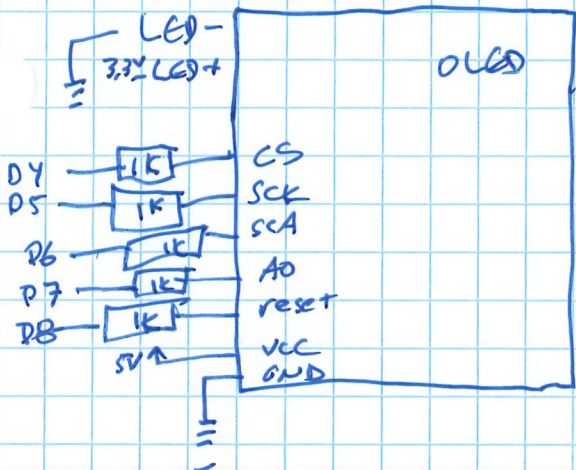 LED-
3,3V LED+
OLED
D4 1K CS
D5 1K SCK
D6 1K SCA
D7 1K A0
D8 1K reset
5V VCC
GND